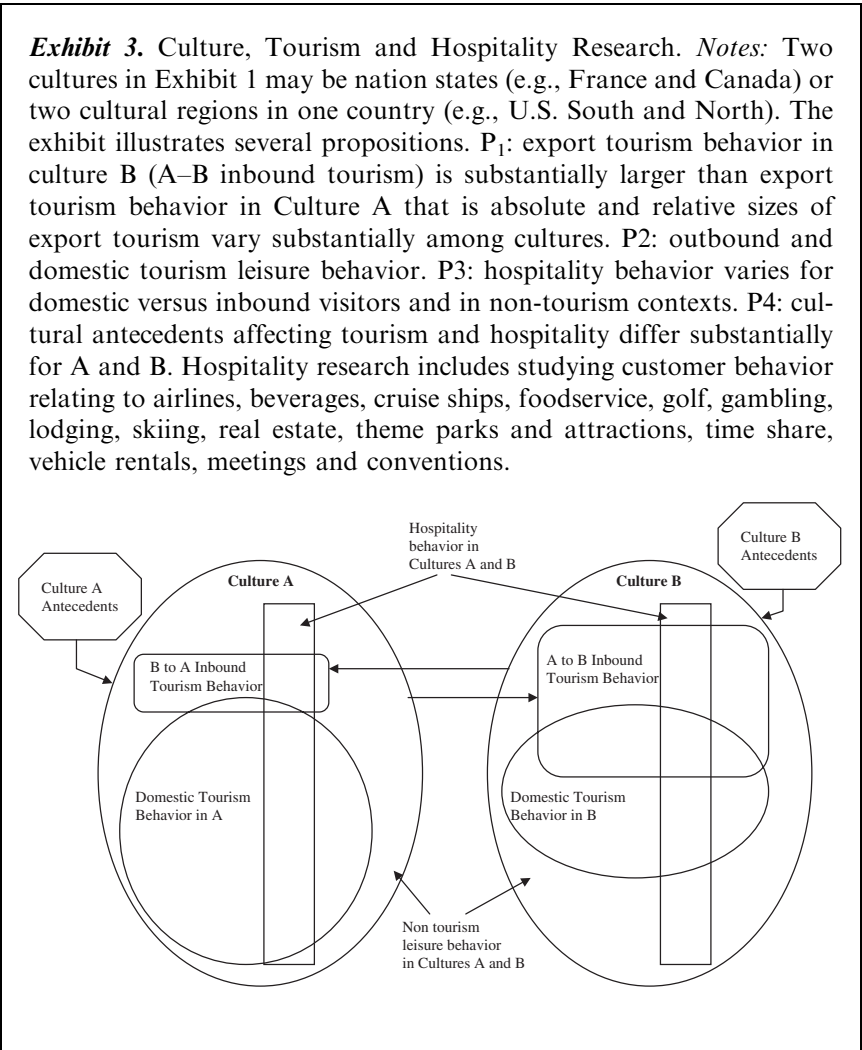 Exhibit 3. Culture, Tourism and Hospitality Research. Notes: Two
cultures in Exhibit 1 may be nation states (e.g., France and Canada) or
two cultural regions in one country (e.g., U.S. South and North). The
exhibit illustrates several propositions. P1: export tourism behavior in
culture B (A–B inbound tourism) is substantially larger than export
tourism behavior in Culture A that is absolute and relative sizes of
export tourism vary substantially among cultures. P2: outbound and
domestic tourism leisure behavior. P3: hospitality behavior varies for
domestic versus inbound visitors and in non-tourism contexts. P4: cul-
tural antecedents affecting tourism and hospitality differ substantially
for A and B. Hospitality research includes studying customer behavior
relating to airlines, beverages, cruise ships, foodservice, golf, gambling,
lodging, skiing, real estate, theme parks and attractions, time share,
vehicle rentals, meetings and conventions.
Culture A
Antecedents
Culture A
Hospitality
behavior in
Cultures A and B
Culture B
Culture B
Antecedents
B to A Inbound
Tourism Behavior
A to B Inbound
Tourism Behavior
Domestic Tourism
Behavior in A
Domestic Tourism
Behavior in B
Non tourism
leisure behavior
in Cultures A and B